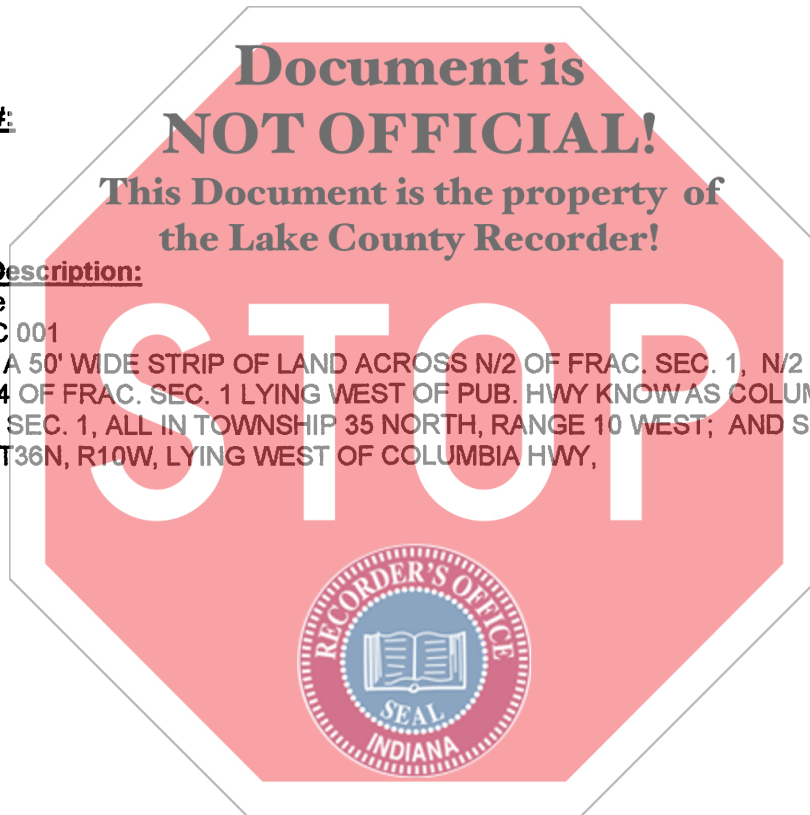 #:
Document is
NOT OFFICIAL!
This Document is the property of
the Lake County Recorder!
Description:
e
C 001
A 50' WIDE STRIP OF LAND ACROSS N/2 OF FRAC. SEC. 1, N/2
4 OF FRAC. SEC. 1 LYING WEST OF PUB. HWY KNOW AS COLUM
SEC. 1, ALL IN TOWNSHIP 35 NORTH, RANGE 10 WEST; AND S
T36N, R10W, LYING WEST OF COLUMBIA HWY,
STOP
RECORDER'S OFFICE
SEAL
INDIANA